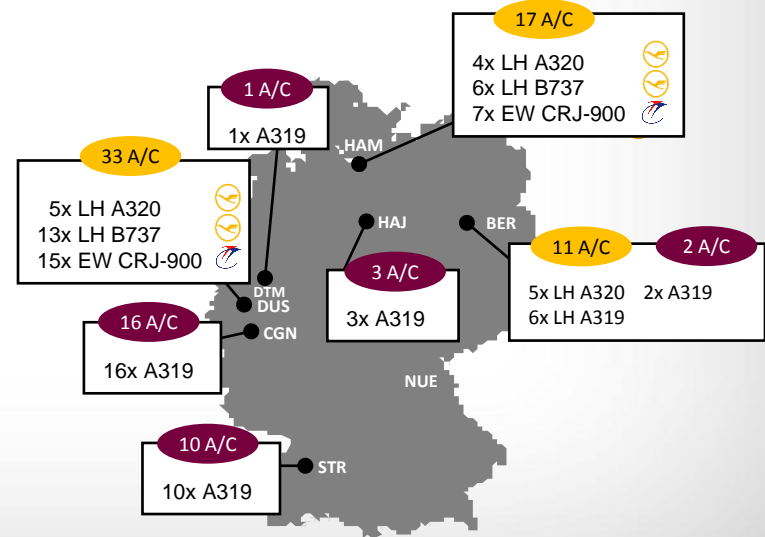 17 A/C
4x LH A320
6x LH B737
7x EW CRJ-900
1 A/C
1x A319
HAM
33 A/C
5x LH A320
13x LH B737
15x EW CRJ-900
HAJ
BER
11 A/C 2 A/C
5x LH A320 2x A319
6x LH A319
3 A/C
3x A319
DTM
DUS
16 A/C
16x A319
CGN
NUE
10 A/C
10x A319
STR